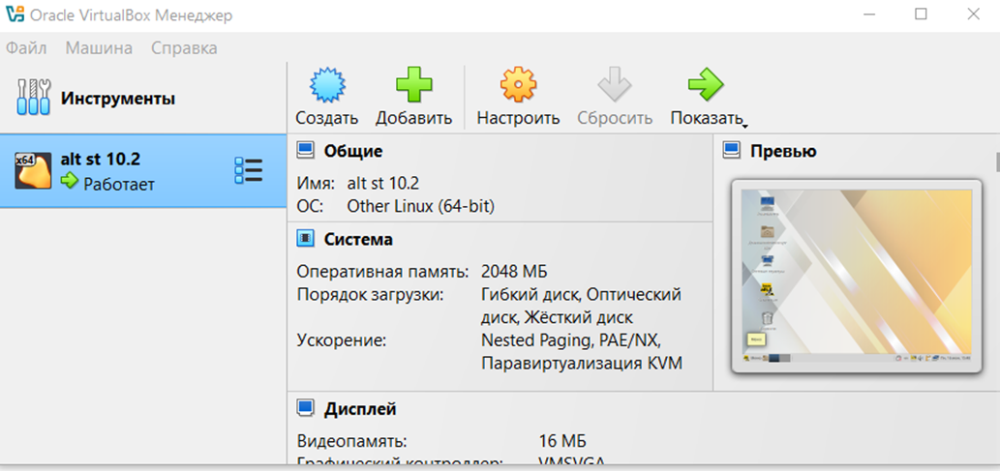 Oracle VirtualBox Менеджер
Файл Машина Справка
Инструменты
Создать Добавить Настроить Сбросить Показать
x64
alt st 10.2
Работает
Общие
Имя: alt st 10.2
ОС: Other Linux (64-bit)
Система
Оперативная память: 2048 МБ
Порядок загрузки: Гибкий диск, Оптический
диск, Жёсткий диск
Ускорение: Nested Paging, PAE/NX,
Паравиртуализация KVM
Дисплей
Видеопамять: 16 МБ
Графический контроллер: VMSVGA
Превью